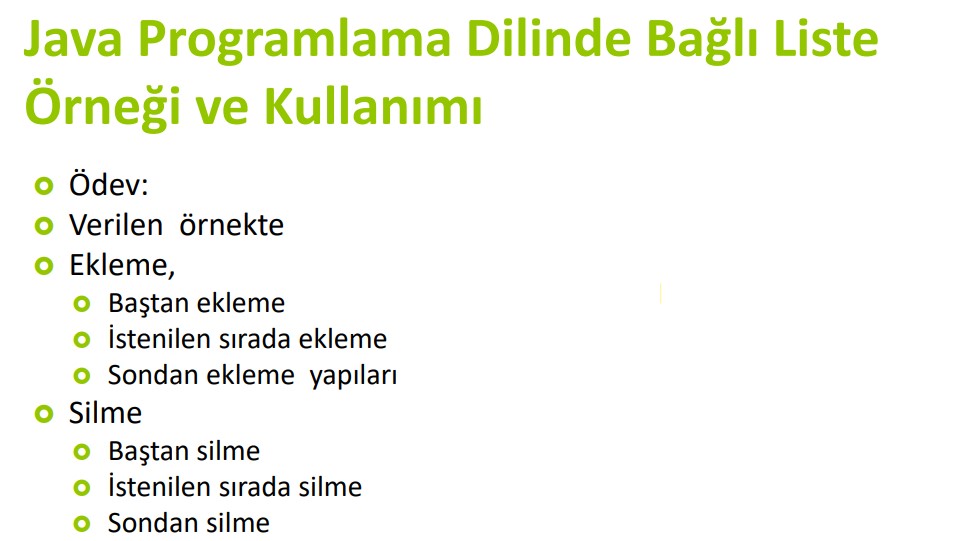 Java Programlama Dilinde Bağlı Liste
Örneği ve Kullanımı
Ödev:
Verilen örnekte
Ekleme,
Baştan ekleme
İstenilen sırada ekleme
Sondan ekleme yapıları
Silme
Baştan silme
İstenilen sırada silme
Sondan silme